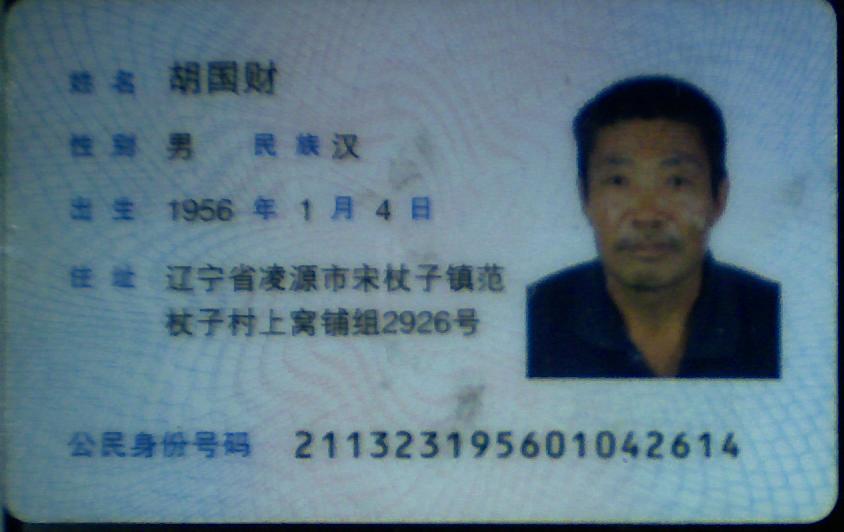 姓名 胡国财
性别 男 民族 汉
出生 1956 年 1 月 4 日
住址 辽宁省凌源市宋杖子镇范
杖子村上窝铺组2926号
公民身份号码 211323195601042614